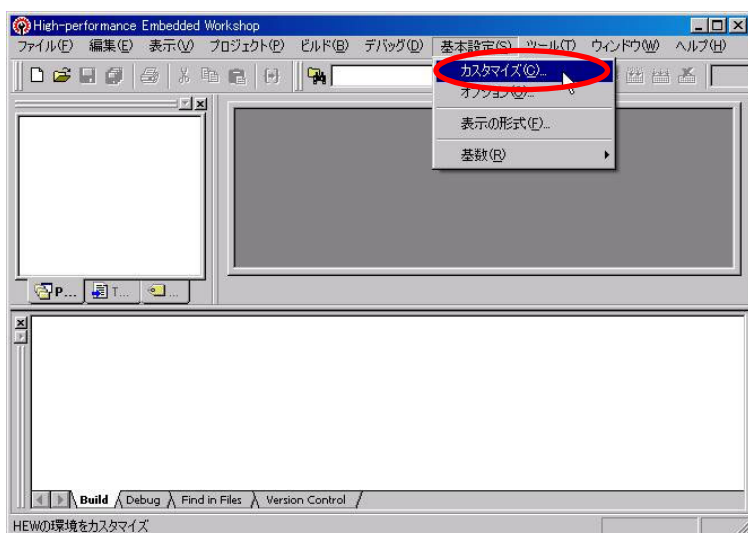 High-performance Embedded Workshop
ファイル(F) 編集(E) 表示(V) プロジェクト(P) ビルド(B) デバッグ(D) 基本設定(S) ツール(T) ウィンドウ(W) ヘルプ(H)
カスタマイズ(C)...
オプション(O)...
表示の形式(F)...
基数(R)
P... T... ...
Build Debug Find in Files Version Control
HEWの環境をカスタマイズ